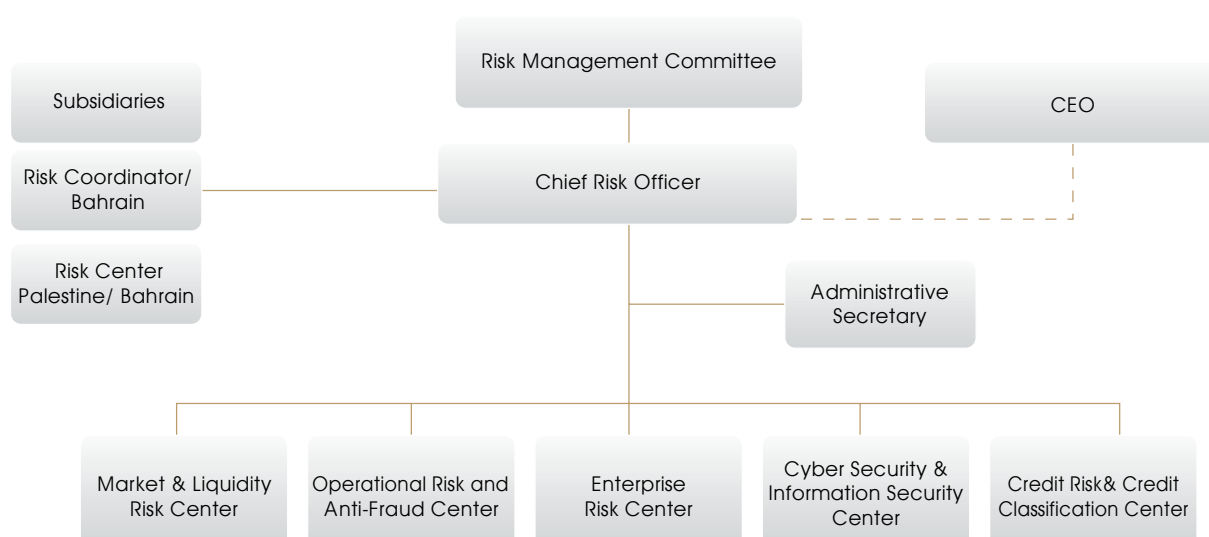 Risk Management Committee
Subsidiaries
CEO
Risk Coordinator/
Bahrain
Chief Risk Officer
Risk Center
Palestine/ Bahrain
Administrative
Secretary
Market & Liquidity
Risk Center
Operational Risk and
Anti-Fraud Center
Enterprise
Risk Center
Cyber Security &
Information Security
Center
Credit Risk& Credit
Classification Center